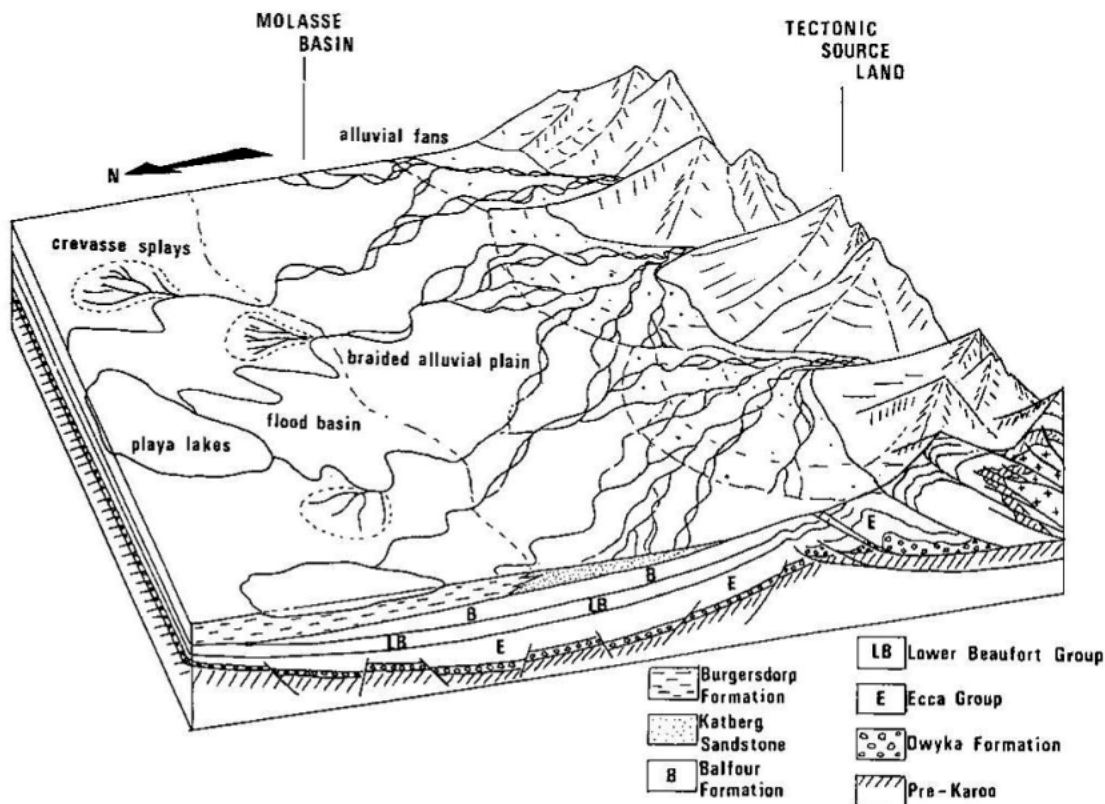 MOLASSE
BASIN
TECTONIC
SOURCE
LAND
alluvial fans
N
crevasse splays
braided alluvial plain
flood basin
playa lakes
E
B
E
B
LB
LB
E
Burgersdorp
Formation
Katberg
Sandstone
B Balfour
Formation
LB Lower Beaufort Group
E Ecca Group
Dwyka Formation
Pre-Karoo